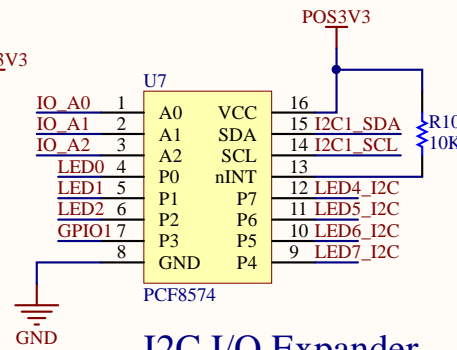 POS3V3
3V3
U7
IO_A0 1 A0 VCC 16
IO_A1 2 A1 SDA 15 I2C1_SDA
IO_A2 3 A2 SCL 14 I2C1_SCL
LED0 4 P0 nINT 13
LED1 5 P1 P7 12 LED4_I2C
LED2 6 P2 P6 11 LED5_I2C
GPIO1 7 P3 P5 10 LED6_I2C
8 GND P4 9 LED7_I2C
R10
10K
PCF8574
GND
I2C I/O Expander